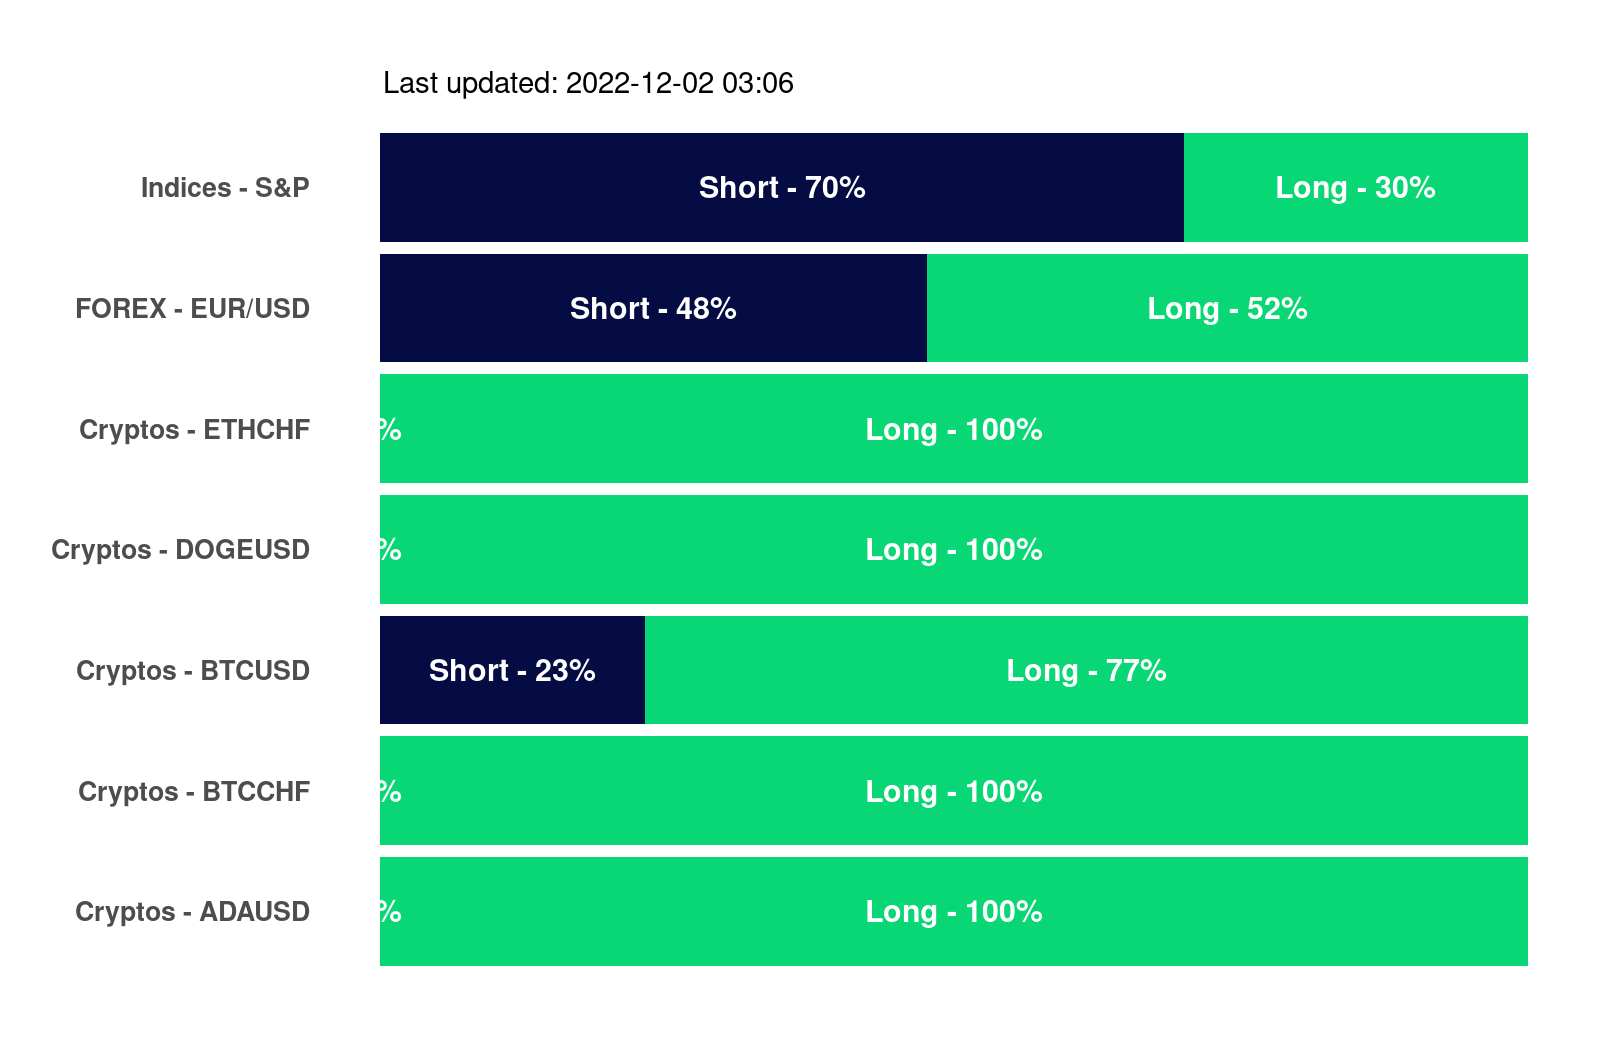 Last updated: 2022-12-02 03:06
Indices - S&P Short - 70% Long - 30%
FOREX - EUR/USD Short - 48% Long - 52%
Cryptos - ETHCHF % Long - 100%
Cryptos - DOGEUSD % Long - 100%
Cryptos - BTCUSD Short - 23% Long - 77%
Cryptos - BTCCHF % Long - 100%
Cryptos - ADAUSD % Long - 100%